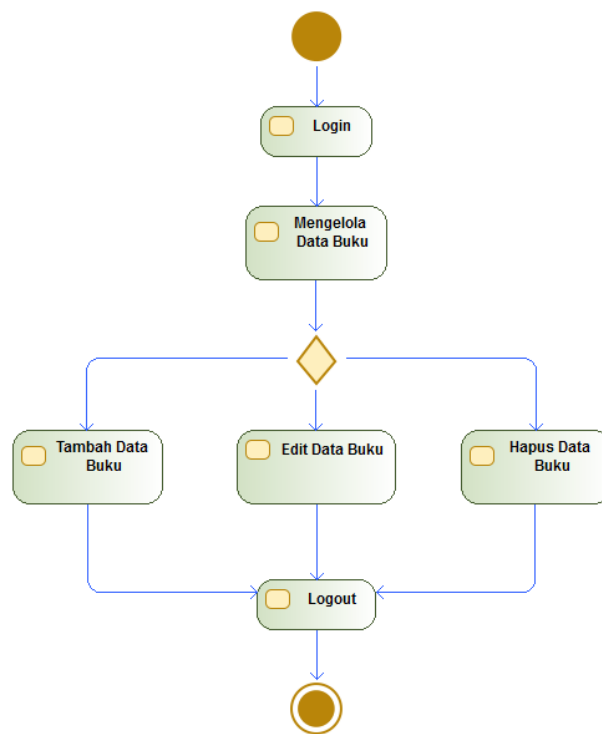 Login
Mengelola
Data Buku
Tambah Data
Buku
Edit Data Buku
Hapus Data
Buku
Logout